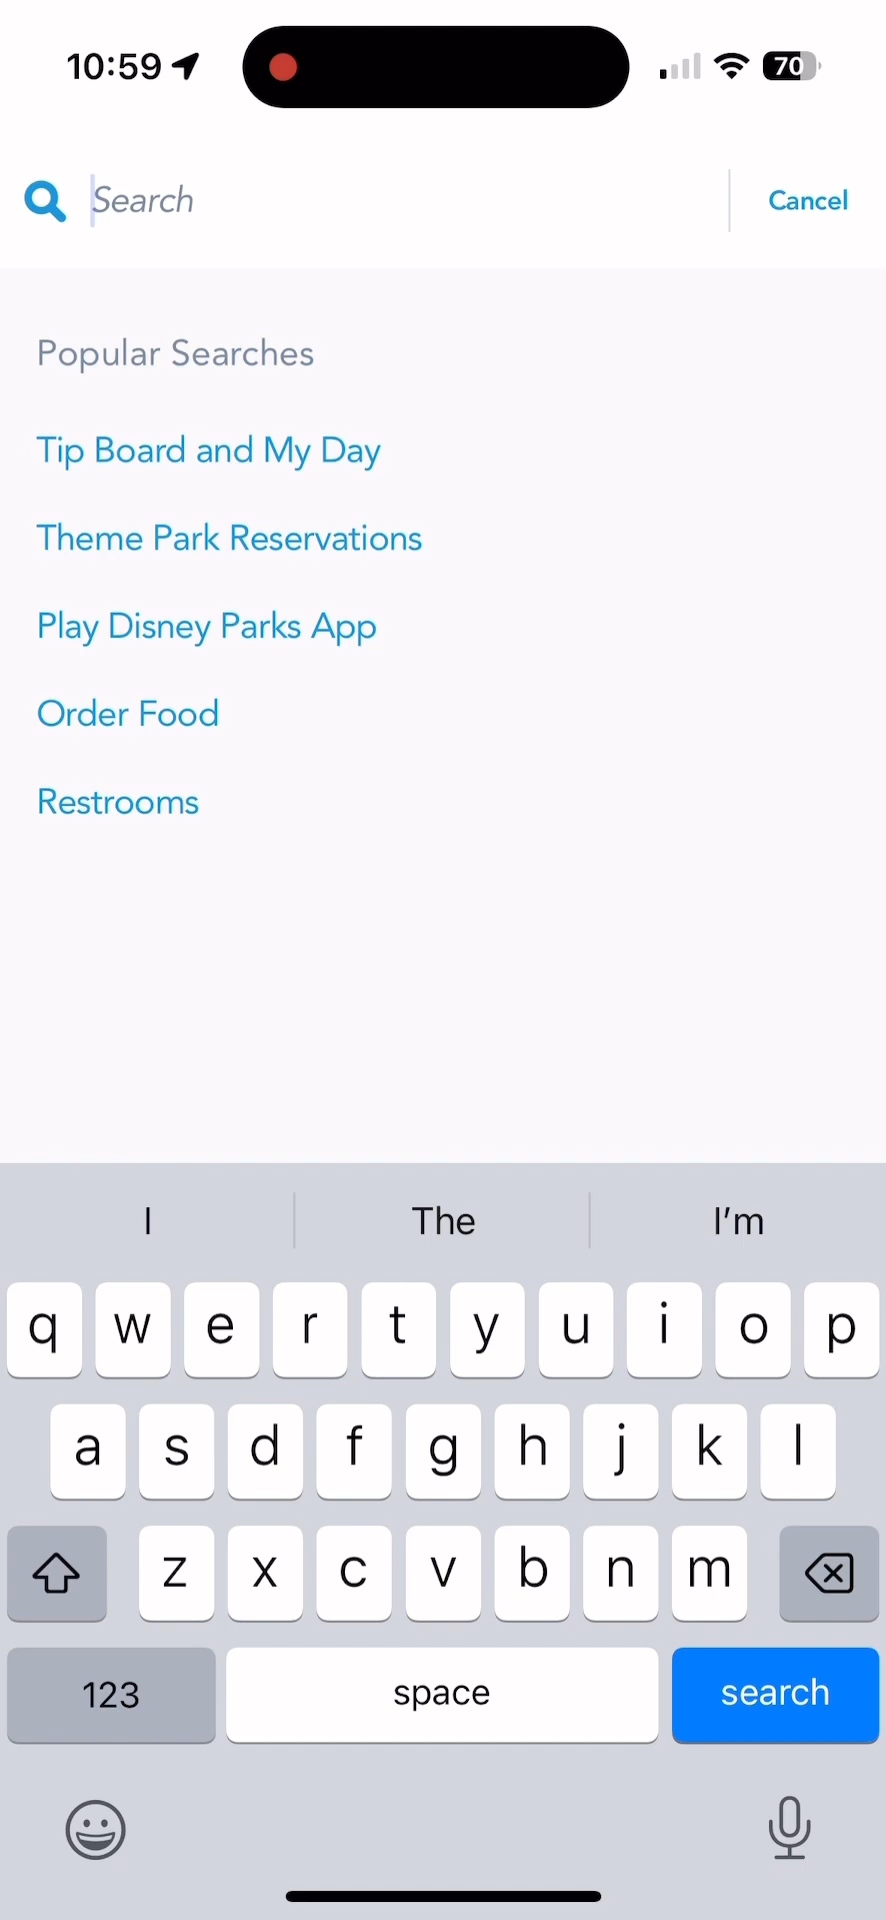 10:59
70
Search
Cancel
Popular Searches
Tip Board and My Day
Theme Park Reservations
Play Disney Parks App
Order Food
Restrooms
I The I'm
q w e r t y u i o p
a s d f g h j k l
z x c v b n m
123 space search